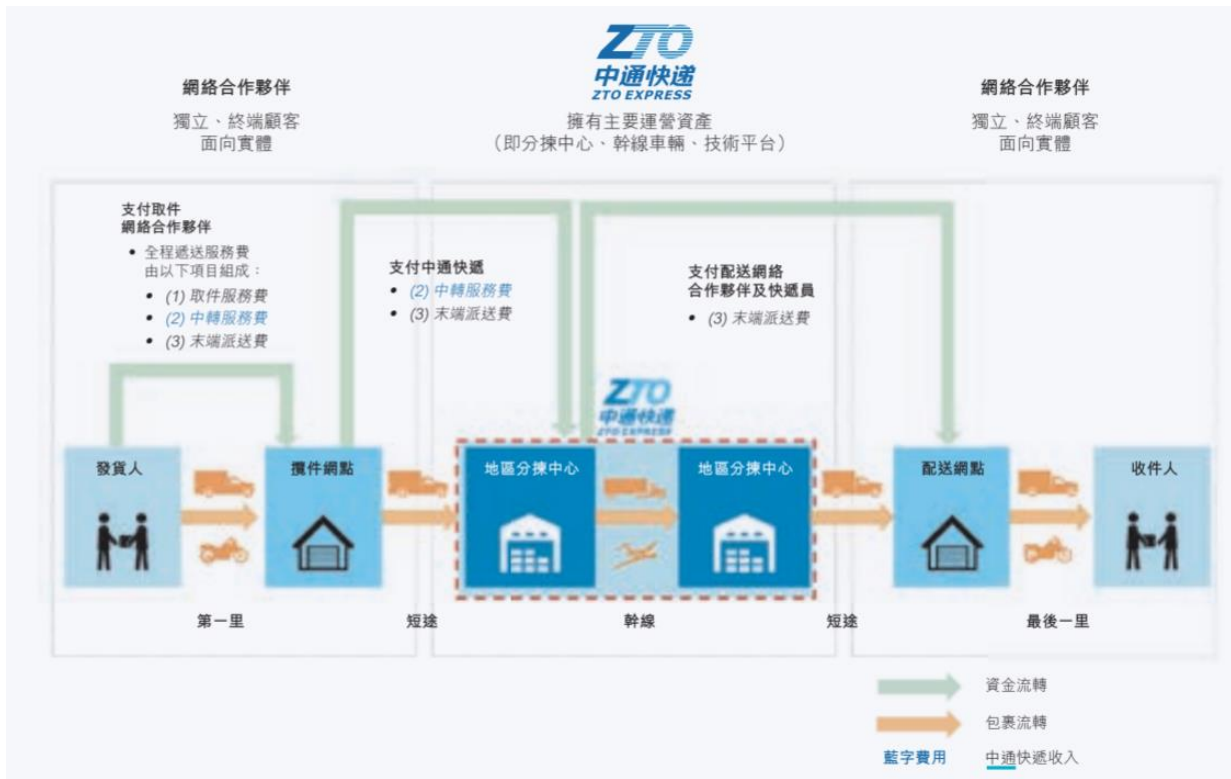 ZTO
中通快递
ZTO EXPRESS
網絡合作夥伴
獨立、終端顧客
面向實體
擁有主要運營資產
（即分揀中心、幹線車輛、技術平台）
網絡合作夥伴
獨立、終端顧客
面向實體
支付取件
網絡合作夥伴
• 全程遞送服務費
由以下項目組成：
• (1) 取件服務費
• (2) 中轉服務費
• (3) 末端派送費
支付中通快遞
• (2) 中轉服務費
• (3) 末端派送費
支付配送網絡
合作夥伴及快遞員
• (3) 末端派送費
ZTO
中通快递
ZTO EXPRESS
發貨人
攬件網點
地區分揀中心
地區分揀中心
配送網點
收件人
第一里
短途
幹線
短途
最後一里
資金流轉
包裹流轉
藍字費用
中通快遞收入